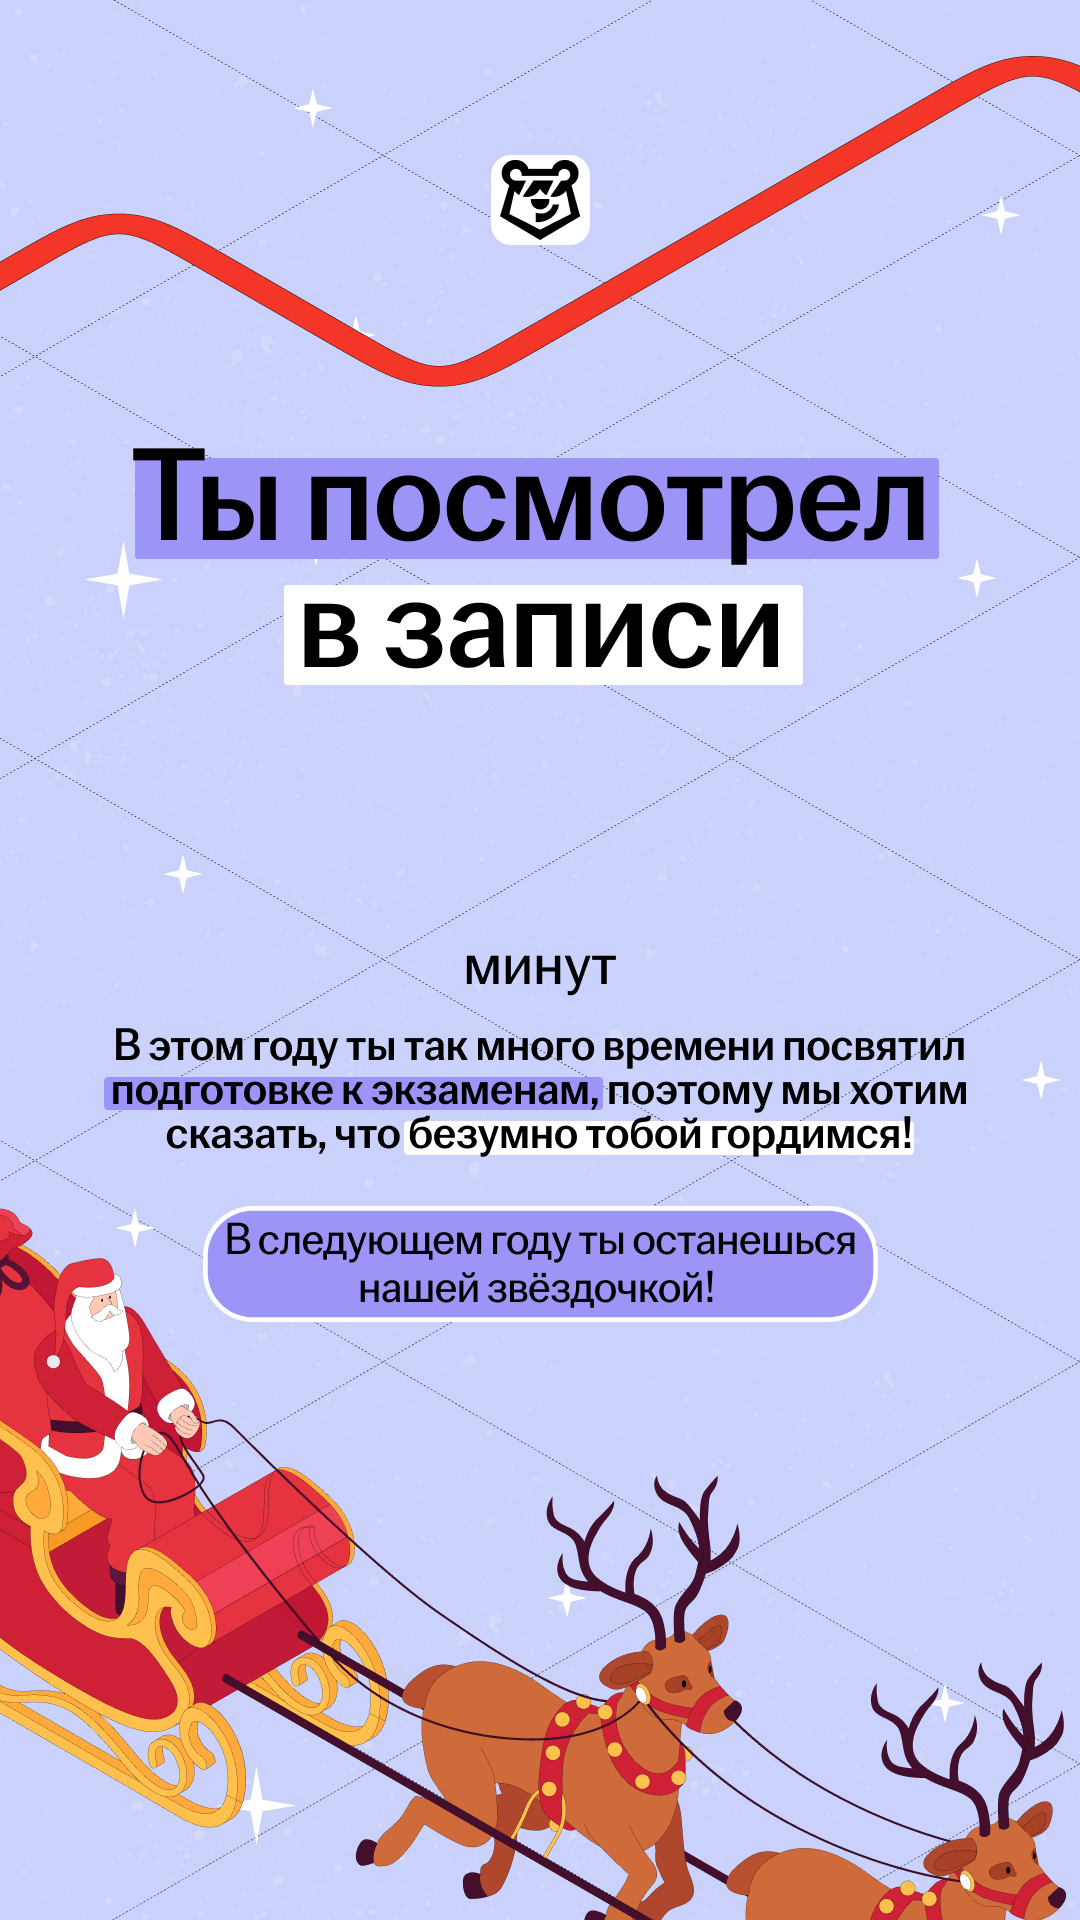 Ты посмотрел
в записи
минут
В этом году ты так много времени посвятил
подготовке к экзаменам, поэтому мы хотим
сказать, что безумно тобой гордимся!
В следующем году ты останешься
нашей звёздочкой!